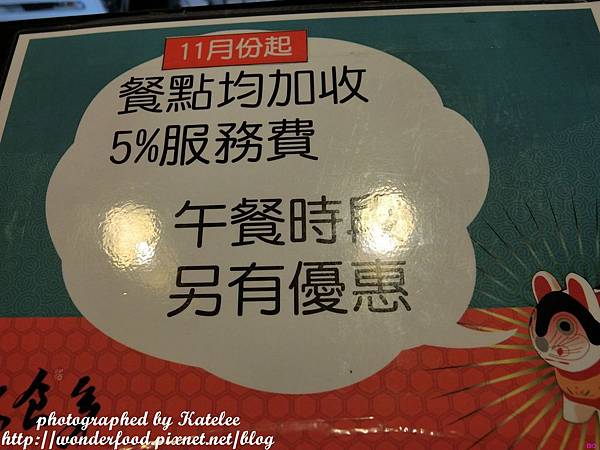 11月份起
餐點均加收
5%服務費
午餐時段
另有優惠
photographed by Katelee
http://wonderfood.pixnet.net/blog